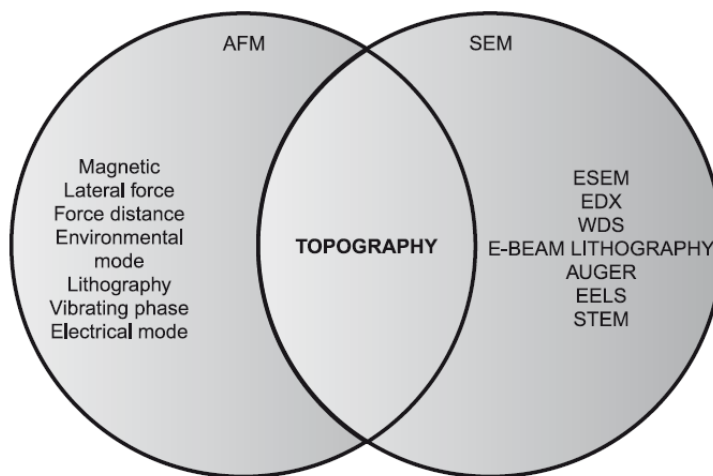 AFM
SEM
Magnetic
Lateral force
Force distance
Environmental
mode
Lithography
Vibrating phase
Electrical mode
TOPOGRAPHY
ESEM
EDX
WDS
E-BEAM LITHOGRAPHY
AUGER
EELS
STEM